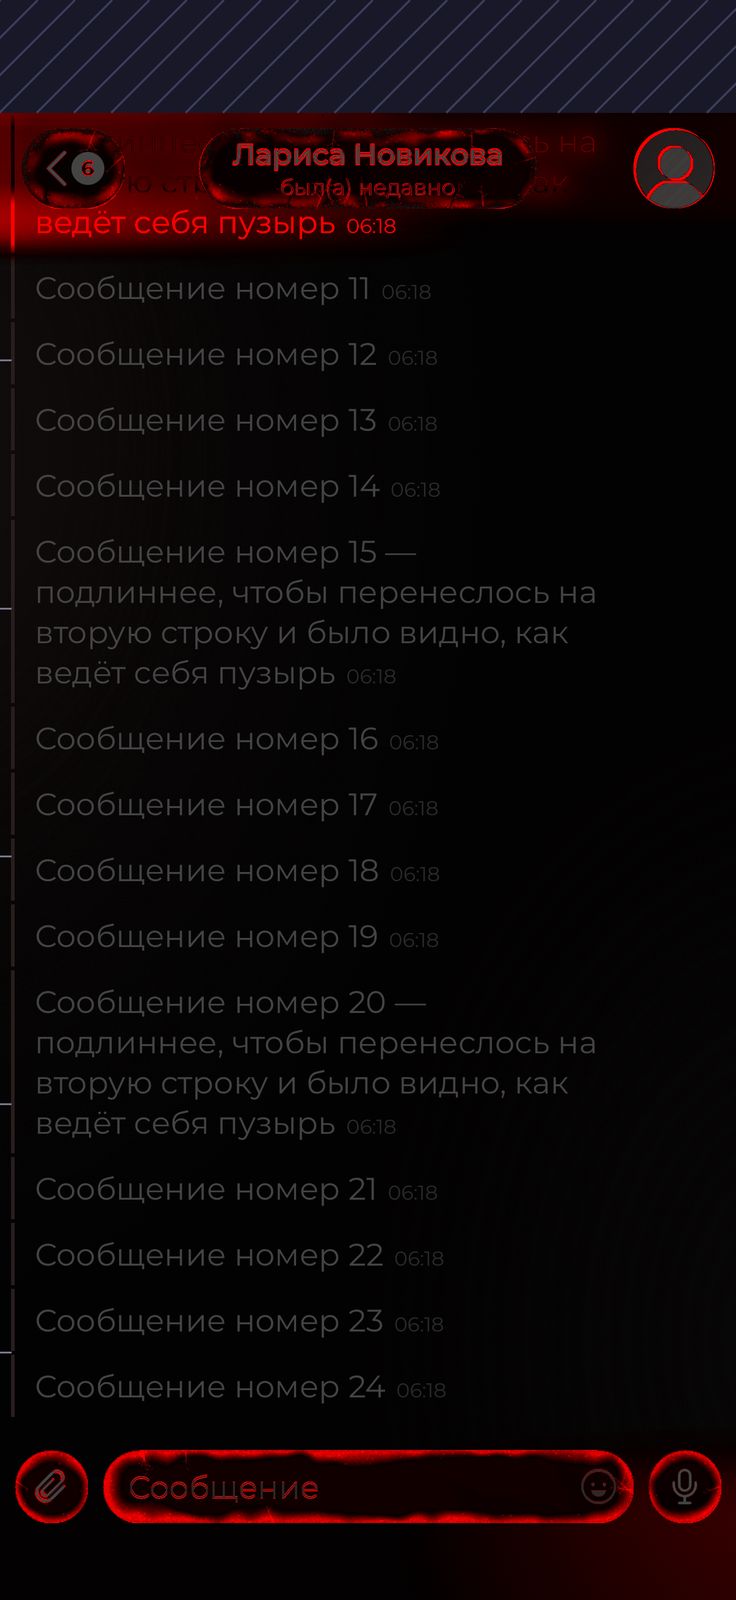 6
Лариса Новикова
был(а) недавно
сь на
ведёт себя пузырь 06:18
Сообщение номер 11 06:18
Сообщение номер 12 06:18
Сообщение номер 13 06:18
Сообщение номер 14 06:18
Сообщение номер 15 —
подлиннее, чтобы перенеслось на
вторую строку и было видно, как
ведёт себя пузырь 06:18
Сообщение номер 16 06:18
Сообщение номер 17 06:18
Сообщение номер 18 06:18
Сообщение номер 19 06:18
Сообщение номер 20 —
подлиннее, чтобы перенеслось на
вторую строку и было видно, как
ведёт себя пузырь 06:18
Сообщение номер 21 06:18
Сообщение номер 22 06:18
Сообщение номер 23 06:18
Сообщение номер 24 06:18
Сообщение